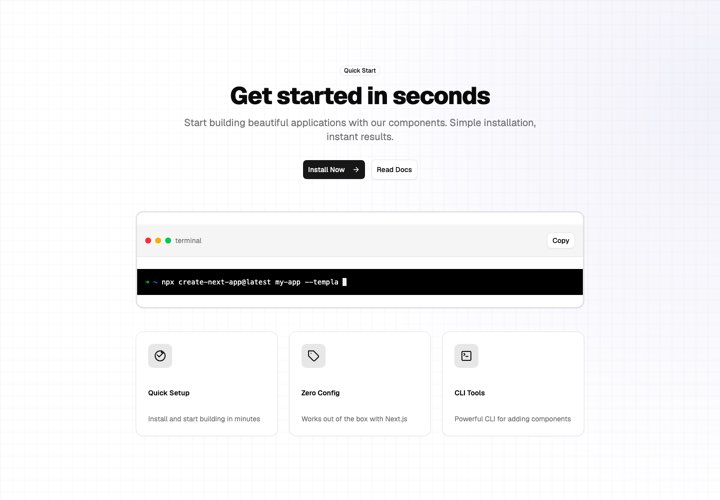 Quick Start
Get started in seconds
Start building beautiful applications with our components. Simple installation,
instant results.
Install Now →
Read Docs
terminal
Copy
→ ~ npx create-next-app@latest my-app --templa
Quick Setup
Install and start building in minutes
Zero Config
Works out of the box with Next.js
CLI Tools
Powerful CLI for adding components